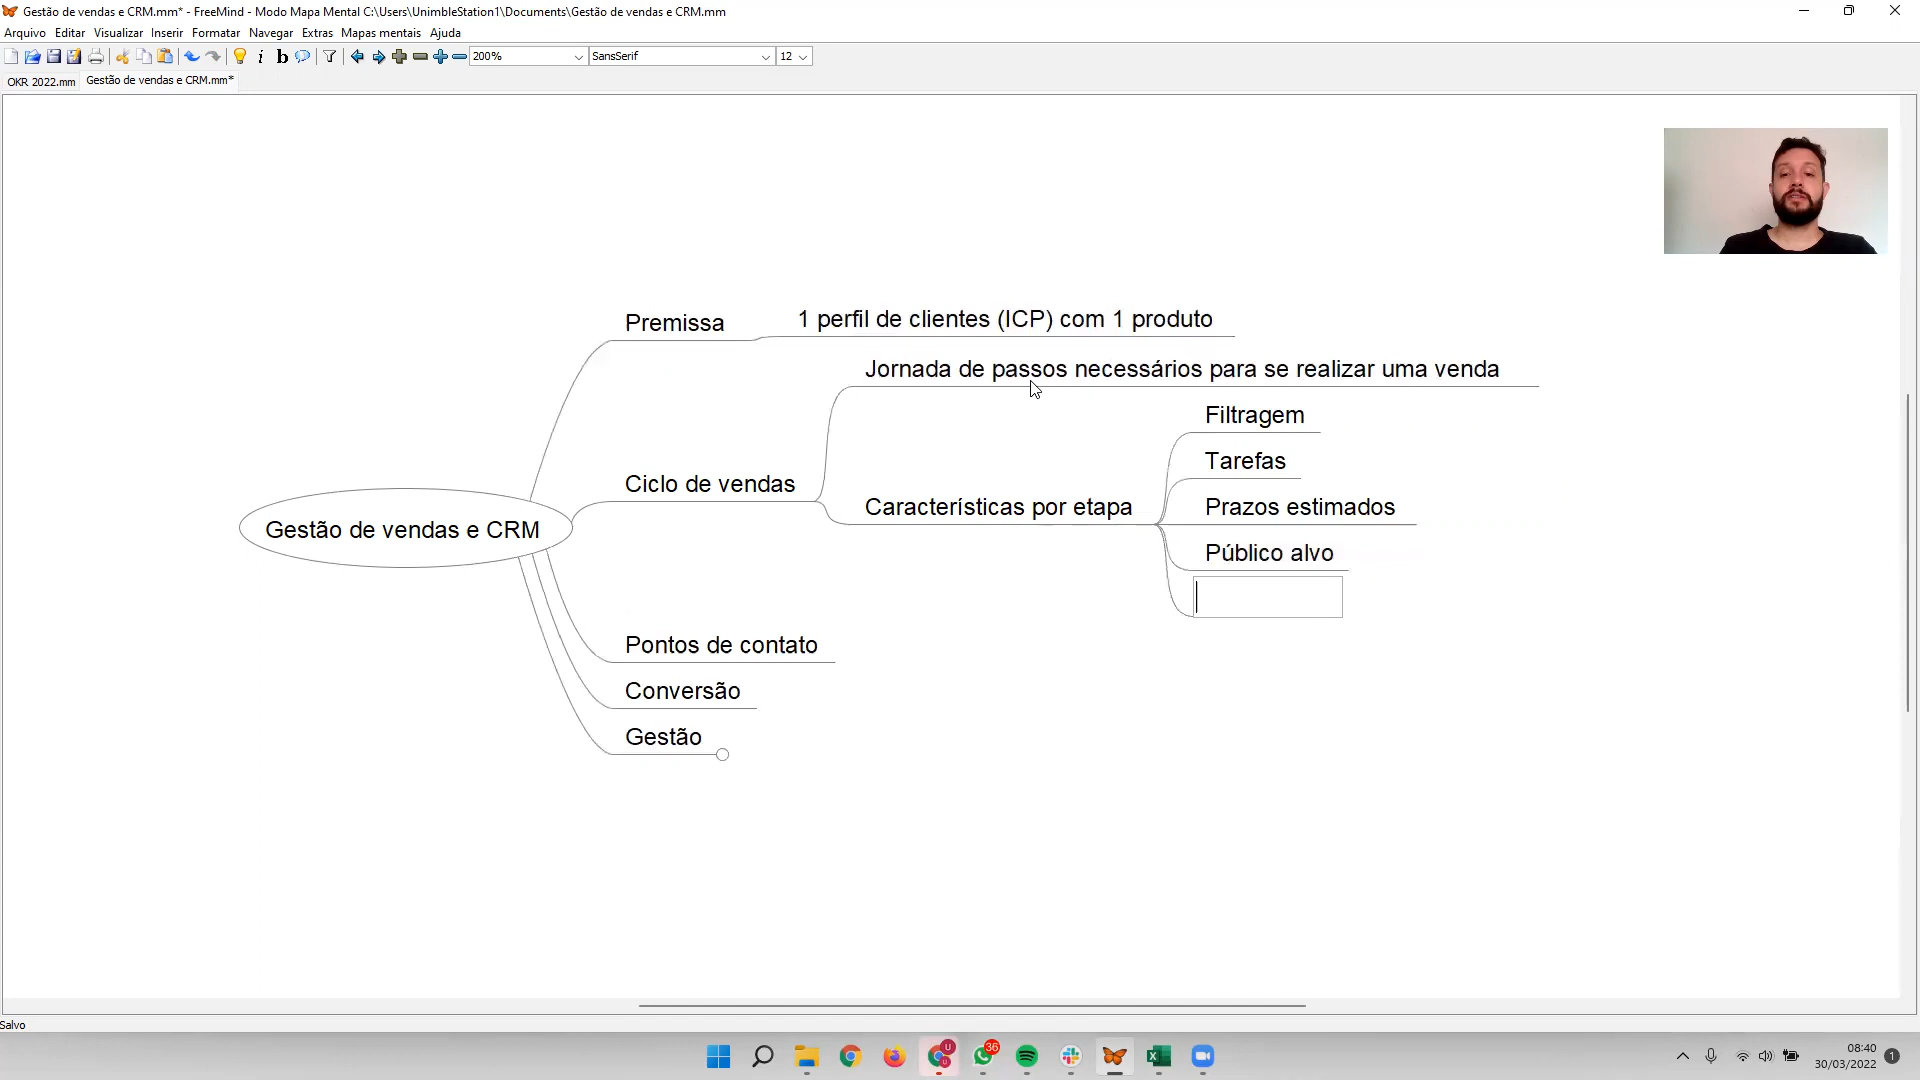 Gestão de vendas e CRM.mm* - FreeMind - Modo Mapa Mental C:\Users\UnimbleStation1\Documents\Gestão de vendas e CRM.mm
Arquivo Editar Visualizar Inserir Formatar Navegar Extras Mapas mentais Ajuda
i b 200% SansSerif 12
OKR 2022.mm Gestão de vendas e CRM.mm*
Premissa 1 perfil de clientes (ICP) com 1 produto
Jornada de passos necessários para se realizar uma venda
Filtragem
Tarefas
Ciclo de vendas
Características por etapa Prazos estimados
Gestão de vendas e CRM
Público alvo
Pontos de contato
Conversão
Gestão
Salvo
U
U
36
08:40
30/03/2022
1